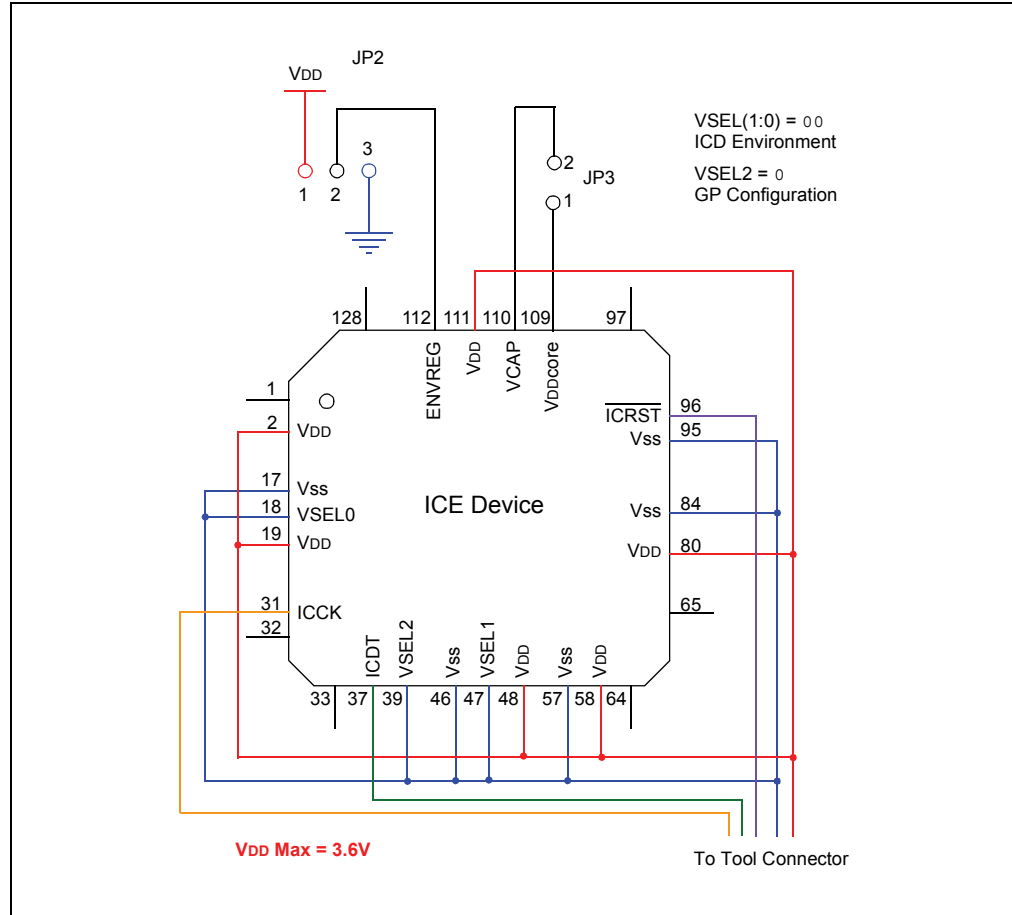 JP2
VDD
1
2
3
2
JP3
1
VSEL(1:0) = 00
ICD Environment
VSEL2 = 0
GP Configuration
128
112
111
110
109
97
ENVREG
VDD
VCAP
VDDcore
1
2
VDD
17
Vss
18
VSEL0
19
VDD
31
ICCK
32
ICE Device
ICRST
96
Vss
95
Vss
84
VDD
80
65
ICDT
VSEL2
Vss
VSEL1
VDD
Vss
VDD
33
37
39
46
47
48
57
58
64
VDD Max = 3.6V
To Tool Connector